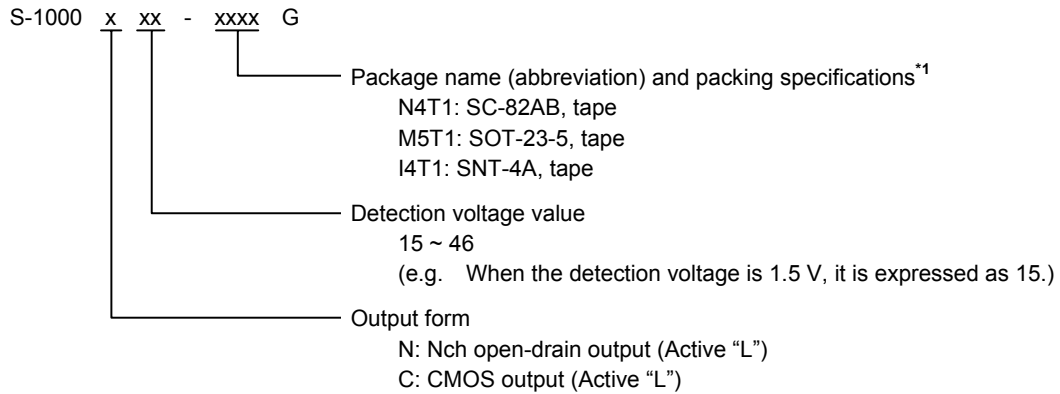 S-1000 x xx - xxxx G
Package name (abbreviation) and packing specifications*1
N4T1: SC-82AB, tape
M5T1: SOT-23-5, tape
I4T1: SNT-4A, tape
Detection voltage value
15 ~ 46
(e.g. When the detection voltage is 1.5 V, it is expressed as 15.)
Output form
N: Nch open-drain output (Active “L”)
C: CMOS output (Active “L”)